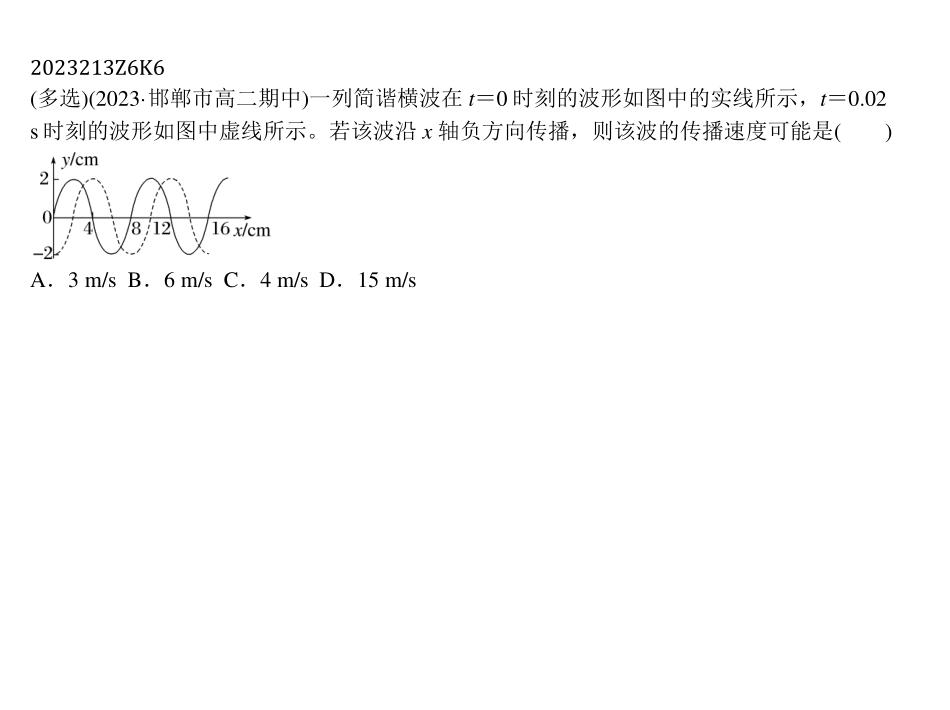 2023213Z6K6
(多选)(2023·邯郸市高二期中)一列简谐横波在 t＝0 时刻的波形如图中的实线所示，t＝0.02
s 时刻的波形如图中虚线所示。若该波沿 x 轴负方向传播，则该波的传播速度可能是(　　)
y/cm
2
0
4 8 12 16 x/cm
−2
A．3 m/s B．6 m/s C．4 m/s D．15 m/s